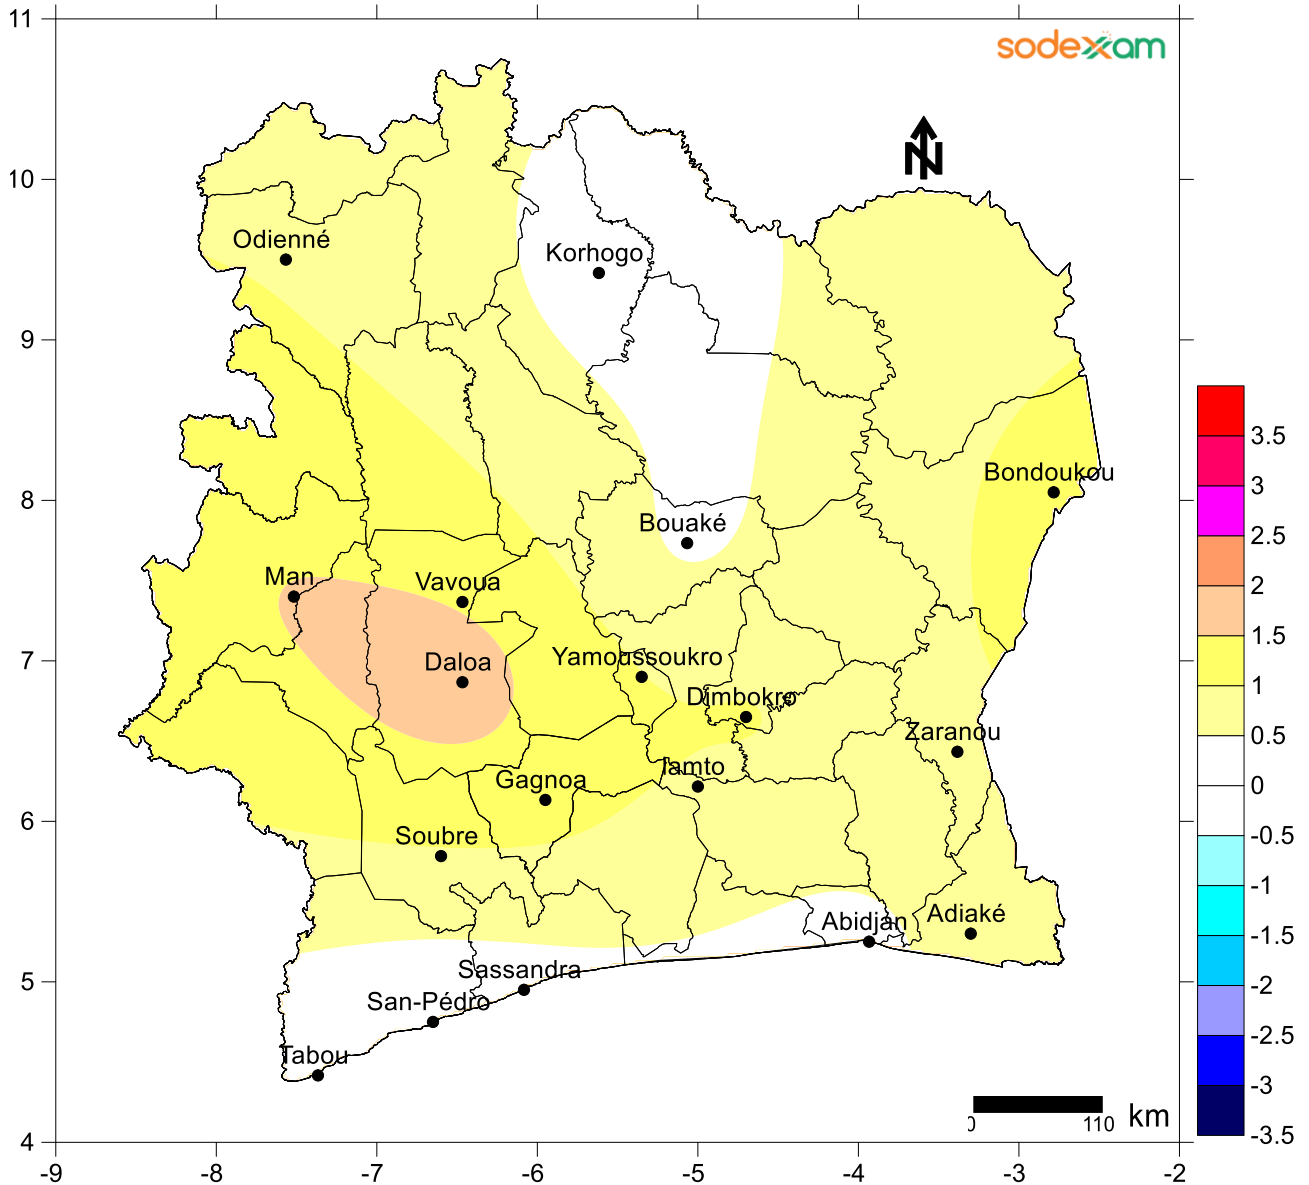 11
sodexam
N
10
Odienné
Korhogo
9
3.5
3
Bondoukou
8
2.5
Bouaké
Man
Vavoua
2
1.5
7
Yamoussoukro
Daloa
1
Dimbokro
Zaranou
0.5
Iamto
Gagnoa
0
6
Soubre
-0.5
-1
Abidjan
Adiaké
-1.5
5
Sassandra
-2
San-Pédro
-2.5
Tabou
-3
0 110 km
4
-3.5
-9 -8 -7 -6 -5 -4 -3 -2